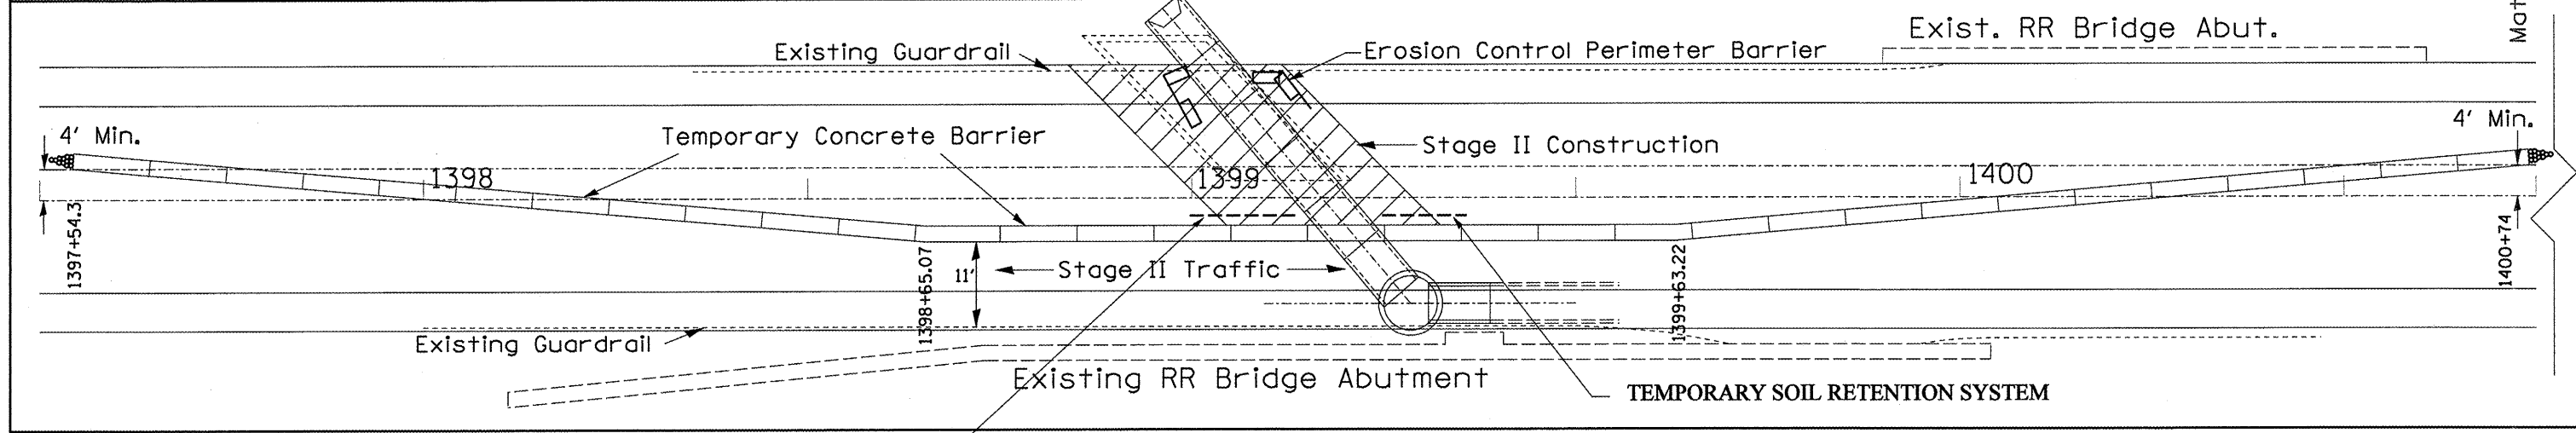 Mat
Exist. RR Bridge Abut.
Existing Guardrail
Erosion Control Perimeter Barrier
4' Min.
Temporary Concrete Barrier
Stage II Construction
4' Min.
1398
1399
1400
1397+54.3
1398+65.07
11'
Stage II Traffic
1399+63.22
1400+74
Existing Guardrail
Existing RR Bridge Abutment
TEMPORARY SOIL RETENTION SYSTEM